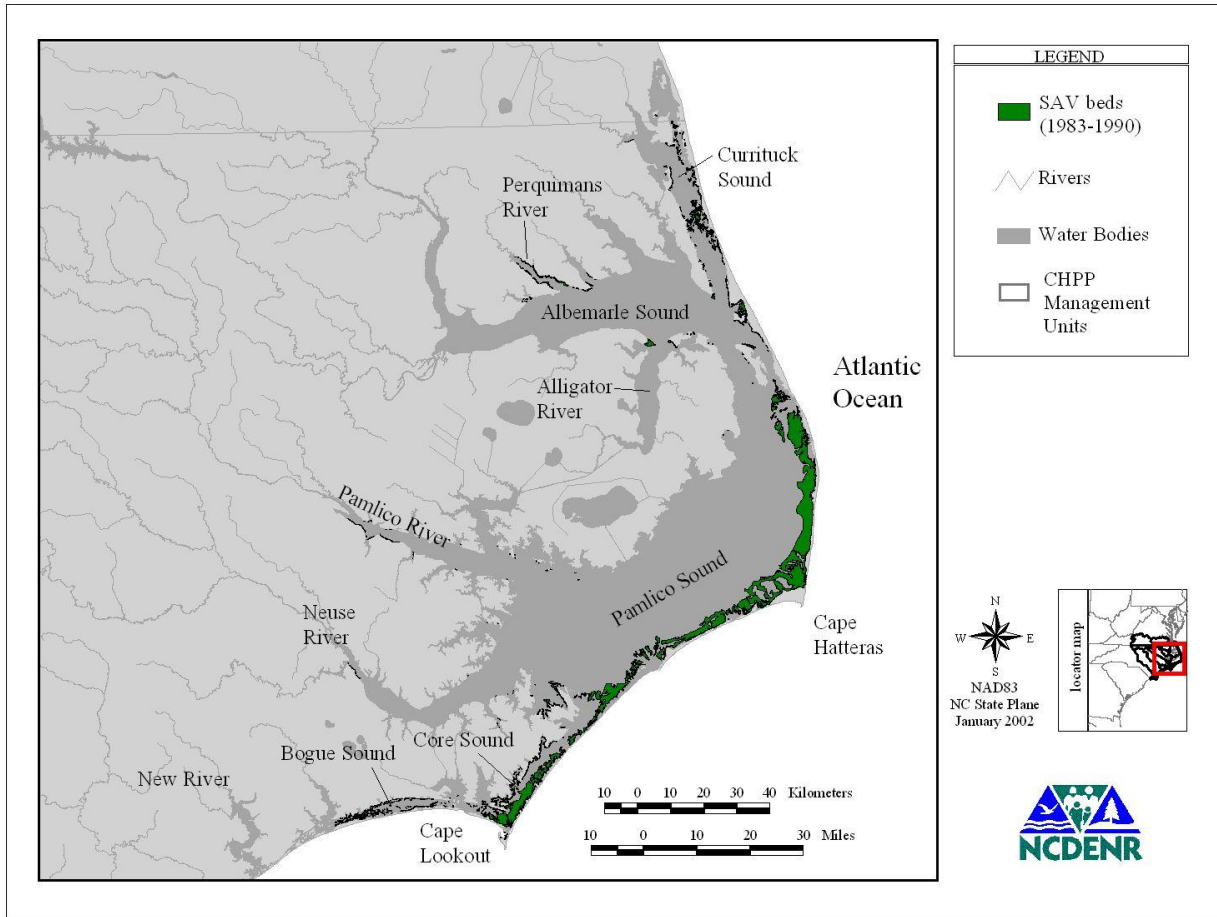 Currituck
Sound
Perquimans
River
Albemarle Sound
Alligator
River
Atlantic
Ocean
Pamlico River
Pamlico Sound
Neuse
River
Cape
Hatteras
Core Sound
Bogue Sound
New River
Cape
Lookout
10 0 10 20 30 40 Kilometers
10 0 10 20 30 Miles
LEGEND
SAV beds
(1983-1990)
Rivers
Water Bodies
CHPP
Management
Units
N
W E
S
NAD83
NC State Plane
January 2002
locator map
NCDENR